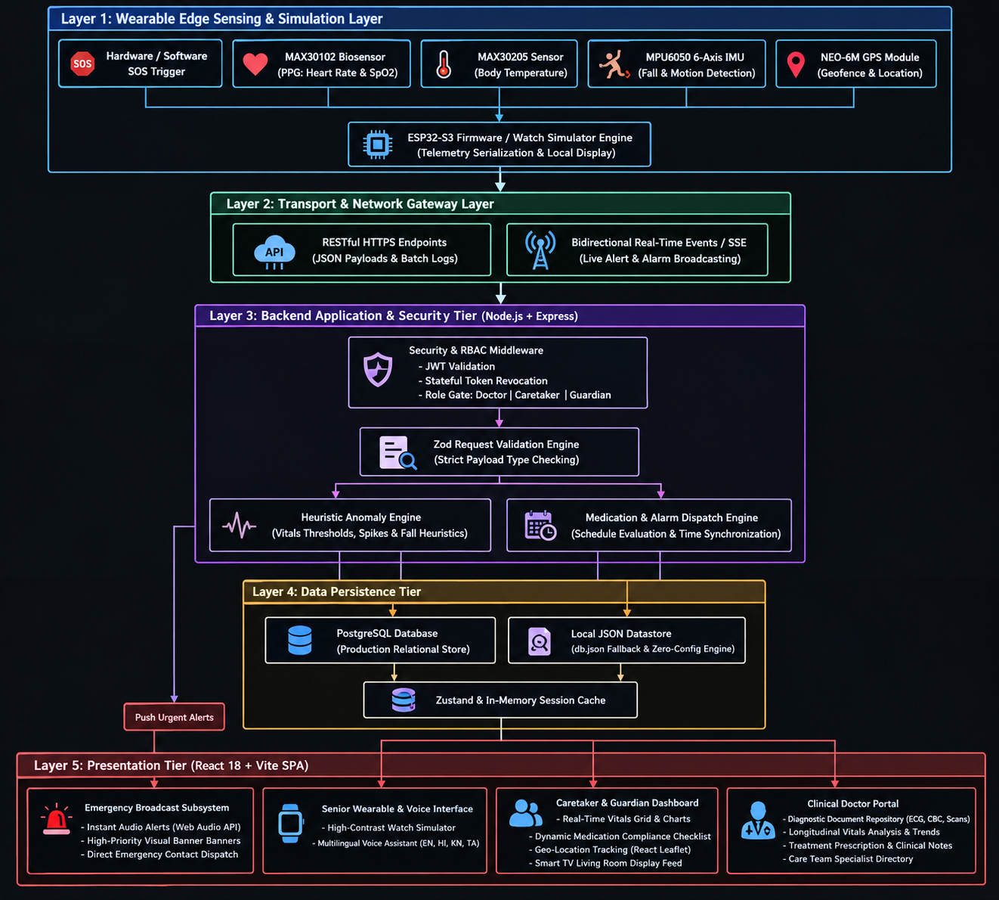 Layer 1: Wearable Edge Sensing & Simulation Layer
SOS
Hardware / Software
SOS Trigger
MAX30102 Biosensor
(PPG: Heart Rate & SpO2)
MAX30205 Sensor
(Body Temperature)
MPU6050 6-Axis IMU
(Fall & Motion Detection)
NEO-6M GPS Module
(Geofence & Location)
ESP32-S3 Firmware / Watch Simulator Engine
(Telemetry Serialization & Local Display)
Layer 2: Transport & Network Gateway Layer
API
RESTful HTTPS Endpoints
(JSON Payloads & Batch Logs)
Bidirectional Real-Time Events / SSE
(Live Alert & Alarm Broadcasting)
Layer 3: Backend Application & Security Tier (Node.js + Express)
Security & RBAC Middleware
- JWT Validation
- Stateful Token Revocation
- Role Gate: Doctor | Caretaker | Guardian
Zod Request Validation Engine
(Strict Payload Type Checking)
Heuristic Anomaly Engine
(Vitals Thresholds, Spikes & Fall Heuristics)
Medication & Alarm Dispatch Engine
(Schedule Evaluation & Time Synchronization)
Layer 4: Data Persistence Tier
PostgreSQL Database
(Production Relational Store)
Local JSON Datastore
(db.json Fallback & Zero-Config Engine)
Zustand & In-Memory Session Cache
Push Urgent Alerts
Layer 5: Presentation Tier (React 18 + Vite SPA)
Emergency Broadcast Subsystem
- Instant Audio Alerts (Web Audio API)
- High-Priority Visual Banner Banners
- Direct Emergency Contact Dispatch
Senior Wearable & Voice Interface
- High-Contrast Watch Simulator
- Multilingual Voice Assistant (EN, HI, KN, TA)
Caretaker & Guardian Dashboard
- Real-Time Vitals Grid & Charts
- Dynamic Medication Compliance Checklist
- Geo-Location Tracking (React Leaflet)
- Smart TV Living Room Display Feed
Clinical Doctor Portal
- Diagnostic Document Repository (ECG, CBC, Scans)
- Longitudinal Vitals Analysis & Trends
- Treatment Prescription & Clinical Notes
- Care Team Specialist Directory